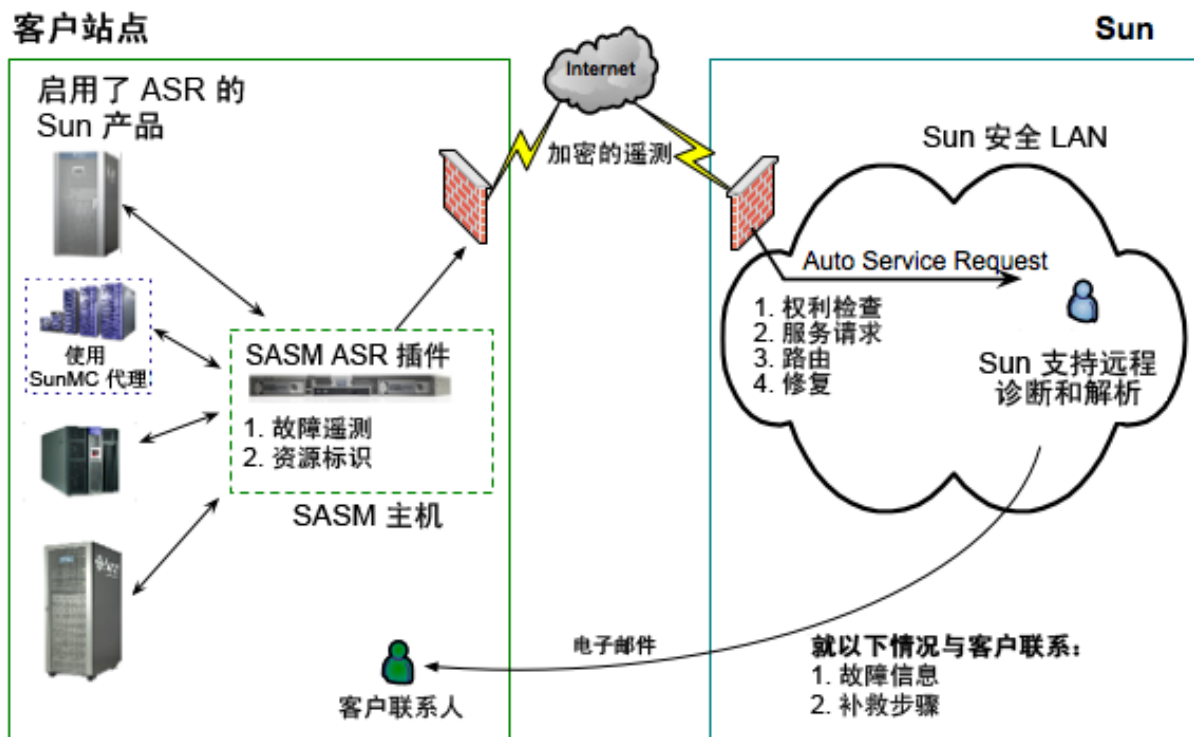 客户站点
Sun
启用了 ASR 的
Sun 产品
Internet
加密的遥测
Sun 安全 LAN
Auto Service Request
1. 权利检查
2. 服务请求
3. 路由
4. 修复
Sun 支持远程
诊断和解析
使用
SunMC 代理
SASM ASR 插件
1. 故障遥测
2. 资源标识
SASM 主机
电子邮件
客户联系人
就以下情况与客户联系：
1. 故障信息
2. 补救步骤